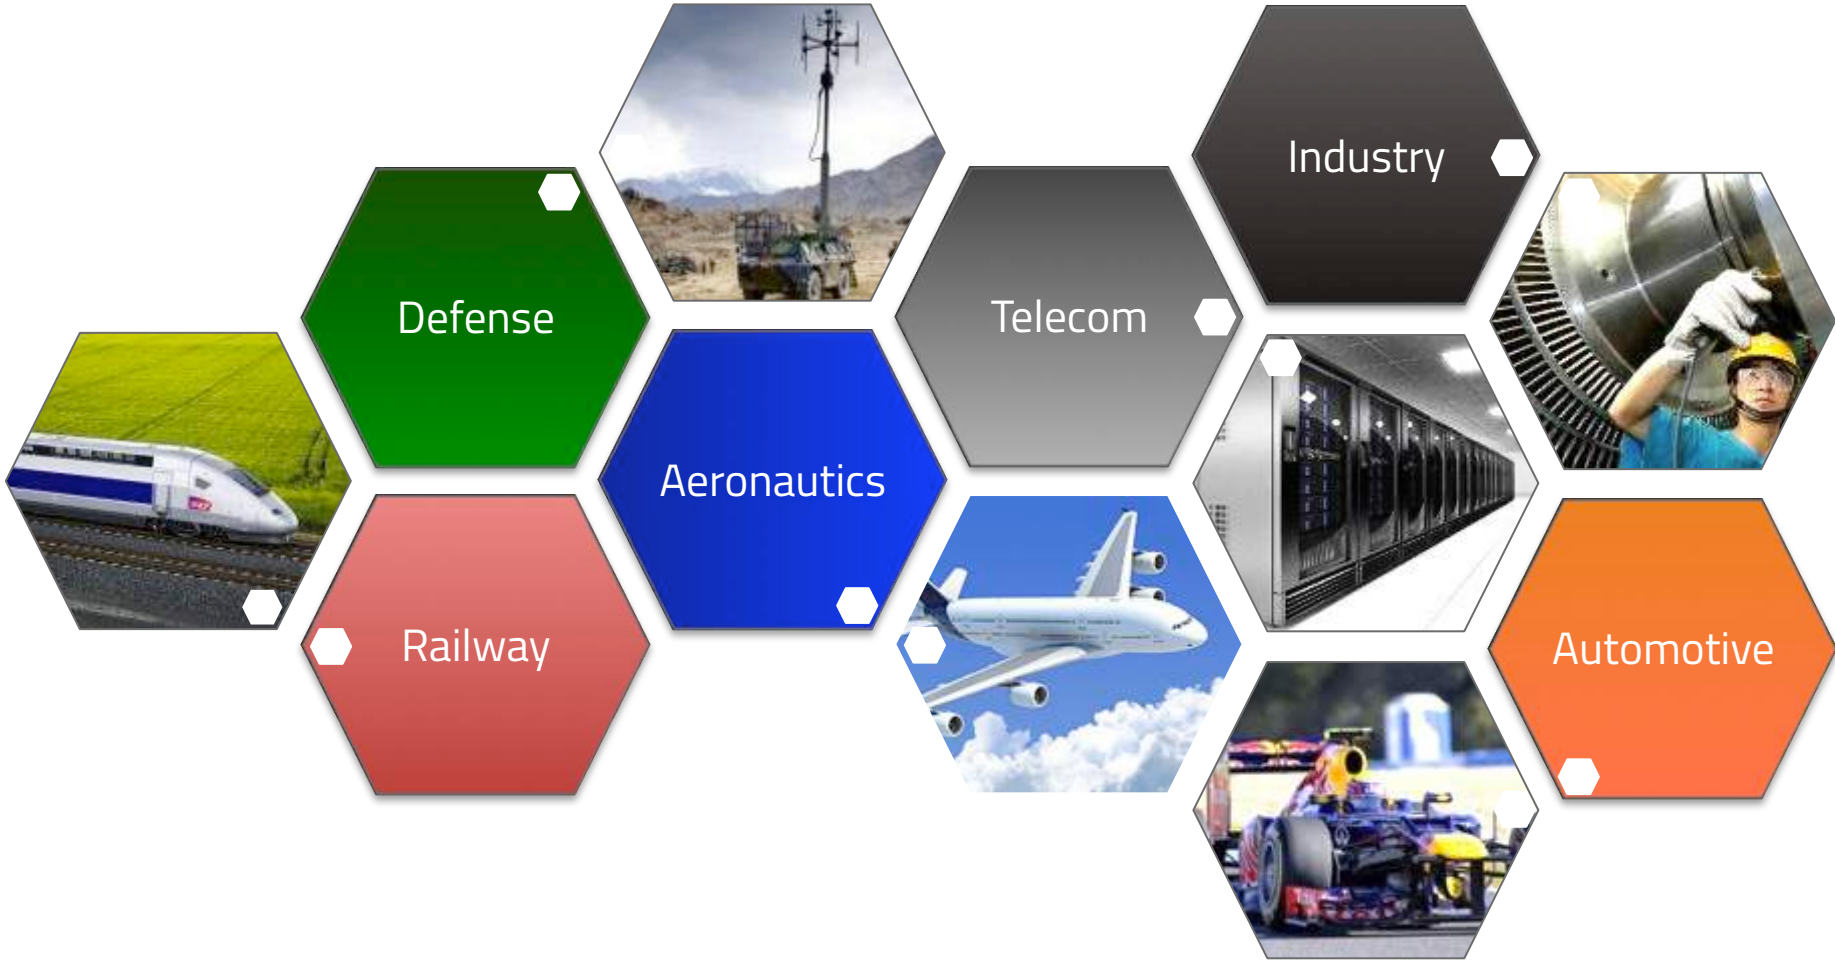 Industry
Defense
Telecom
Aeronautics
Railway
Automotive